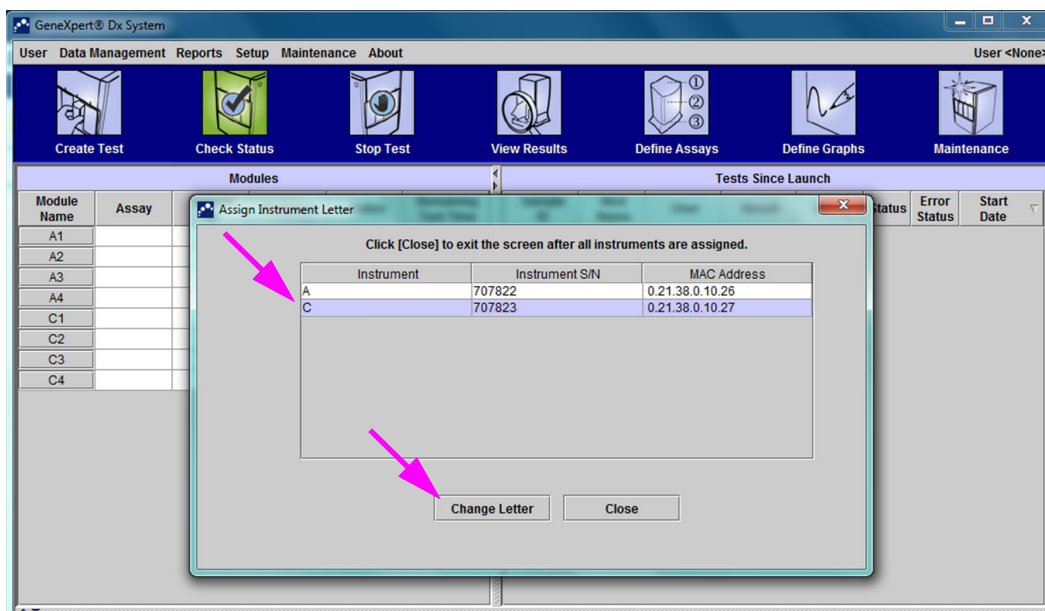 GeneXpert® Dx System
User Data Management Reports Setup Maintenance About User <None>
① ② ③
Create Test Check Status Stop Test View Results Define Assays Define Graphs Maintenance
Modules Tests Since Launch
Module Name Assay Status Error Status Start Date
Assign Instrument Letter
Click [Close] to exit the screen after all instruments are assigned.
Instrument Instrument S/N MAC Address
A 707822 0.21.38.0.10.26
C 707823 0.21.38.0.10.27
A1
A2
A3
A4
C1
C2
C3
C4
Change Letter Close